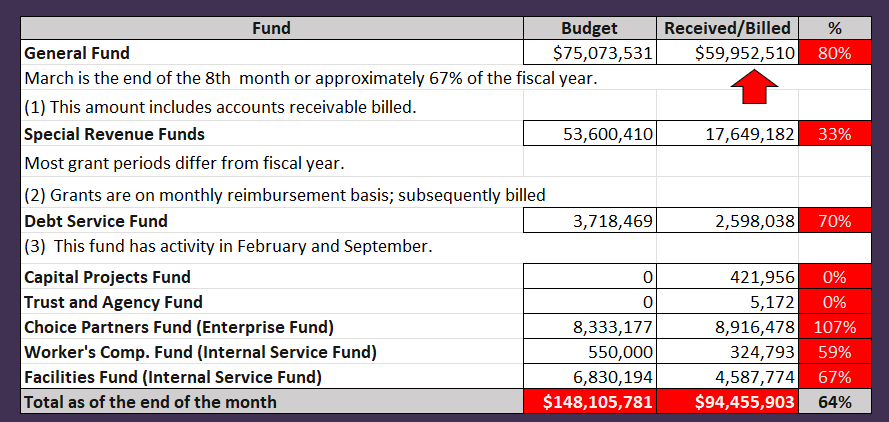 Fund Budget Received/Billed %
General Fund $75,073,531 $59,952,510 80%
March is the end of the 8th month or approximately 67% of the fiscal year.
(1) This amount includes accounts receivable billed.
Special Revenue Funds 53,600,410 17,649,182 33%
Most grant periods differ from fiscal year.
(2) Grants are on monthly reimbursement basis; subsequently billed
Debt Service Fund 3,718,469 2,598,038 70%
(3) This fund has activity in February and September.
Capital Projects Fund 0 421,956 0%
Trust and Agency Fund 0 5,172 0%
Choice Partners Fund (Enterprise Fund) 8,333,177 8,916,478 107%
Worker's Comp. Fund (Internal Service Fund) 550,000 324,793 59%
Facilities Fund (Internal Service Fund) 6,830,194 4,587,774 67%
Total as of the end of the month $148,105,781 $94,455,903 64%